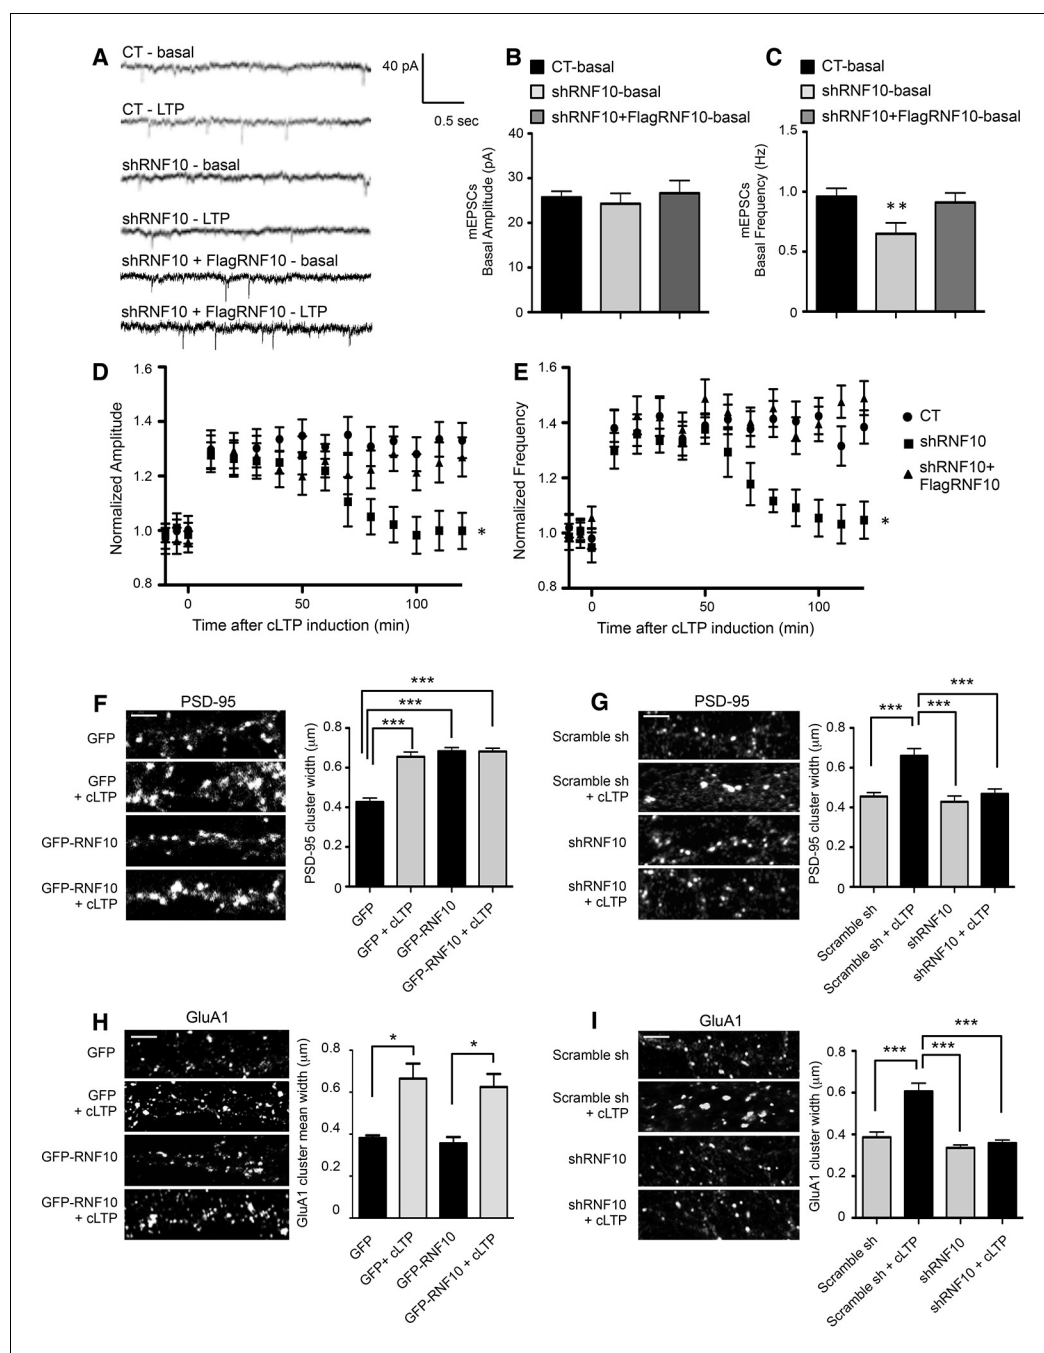 A
CT - basal
CT - LTP
shRNF10 - basal
shRNF10 - LTP
shRNF10 + FlagRNF10 - basal
shRNF10 + FlagRNF10 - LTP
40 pA
0.5 sec
B
CT-basal
shRNF10-basal
shRNF10+FlagRNF10-basal
mEPSCs
Basal Amplitude (pA)
40
30
20
10
0
C
CT-basal
shRNF10-basal
shRNF10+FlagRNF10-basal
mEPSCs
Basal Frequency (Hz)
1.5
1.0
0.5
0
**
D
Normalized Amplitude
1.6
1.4
1.2
1.0
0.8
*
0 50 100
Time after cLTP induction (min)
E
Normalized Frequency
1.6
1.4
1.2
1.0
0.8
*
0 50 100
Time after cLTP induction (min)
CT
shRNF10
shRNF10+
FlagRNF10
F
PSD-95
GFP
GFP
+ cLTP
GFP-RNF10
GFP-RNF10
+ cLTP
PSD-95 cluster width (μm)
0.8
0.6
0.4
0.2
0
***
***
***
GFP
GFP + cLTP
GFP-RNF10
GFP-RNF10 + cLTP
G
PSD-95
Scramble sh
Scramble sh
+ cLTP
shRNF10
shRNF10
+ cLTP
PSD-95 cluster width (μm)
0.8
0.6
0.4
0.2
0
***
***
***
Scramble sh
Scramble sh + cLTP
shRNF10
shRNF10 + cLTP
H
GluA1
GFP
GFP
+ cLTP
GFP-RNF10
GFP-RNF10
+ cLTP
GluA1 cluster mean width (μm)
0.8
0.6
0.4
0.2
0
*
*
GFP
GFP+ cLTP
GFP-RNF10
GFP-RNF10 + cLTP
I
GluA1
Scramble sh
Scramble sh
+ cLTP
shRNF10
shRNF10
+ cLTP
GluA1 cluster width (μm)
0.8
0.6
0.4
0.2
0
***
***
***
Scramble sh
Scramble sh + cLTP
shRNF10
shRNF10 + cLTP